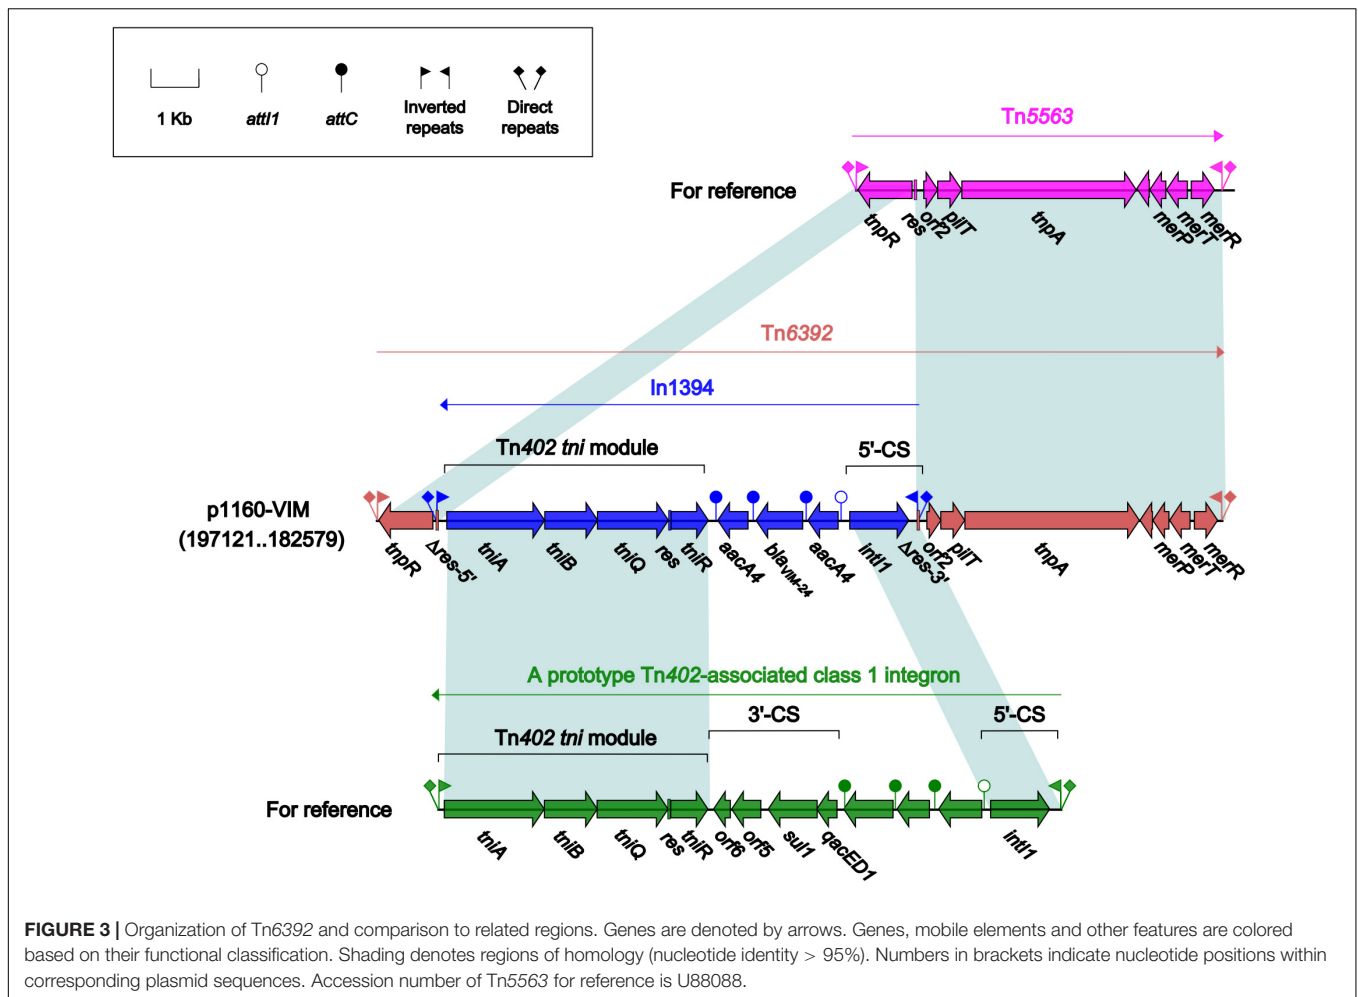 1 Kb
attI1
attC
Inverted
repeats
Direct
repeats
Tn5563
For reference
tnpR
res
orf2
pilT
tnpA
merP
merT
merR
Tn6392
In1394
Tn402 tni module
5'-CS
p1160-VIM
(197121..182579)
tnpR
Δres-5'
tniA
tniB
tniQ
res
tniR
aacA4
blaVIM-24
aacA4
intI1
Δres-3'
orf2
pilT
tnpA
merP
merT
merR
A prototype Tn402-associated class 1 integron
3'-CS
5'-CS
Tn402 tni module
For reference
tniA
tniB
tniQ
res
tniR
orf6
orf5
sul1
qacED1
intI1
FIGURE 3 | Organization of Tn6392 and comparison to related regions. Genes are denoted by arrows. Genes, mobile elements and other features are colored
based on their functional classification. Shading denotes regions of homology (nucleotide identity > 95%). Numbers in brackets indicate nucleotide positions within
corresponding plasmid sequences. Accession number of Tn5563 for reference is U88088.